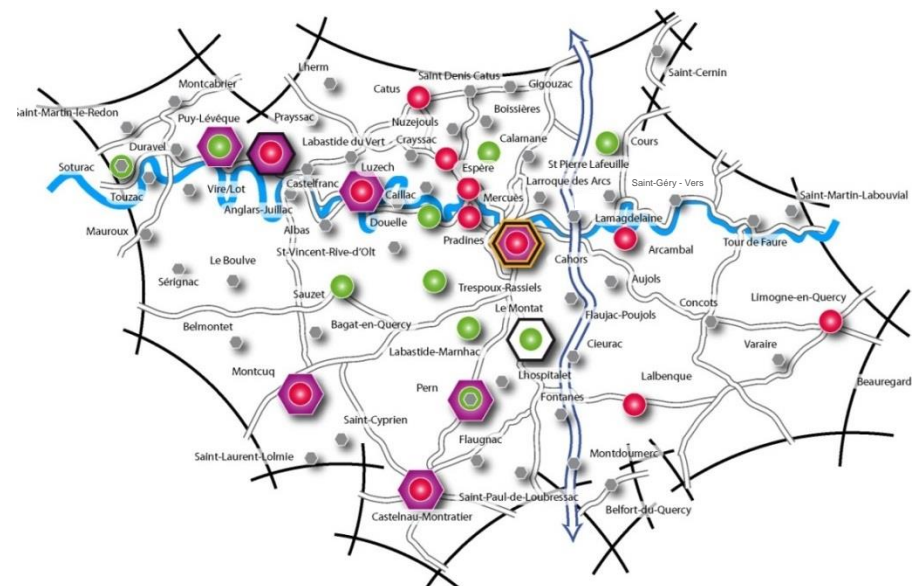 Saint-Cernin
Lherm
Saint Denis Catus
Gigouzac
Montcabrier
Catus
Saint-Martin-le-Redon
Boissières
Puy-Lévêque
Prayssac
Nuzejouls
Calamane
Cours
Duravel
Labastide du Vert
Crayssac
St Pierre Lafeuille
Soturac
Luzech
Espère
Castelfranc
Larroque des Arcs
Saint-Géry - Vers
Touzac
Vire/Lot
Caillac
Mercuès
Saint-Martin-Labouvial
Anglars-Juillac
Douelle
Lamagdelaine
Mauroux
Albas
Pradines
Arcambal
Tour de Faure
St-Vincent-Rive-d'Olt
Cahors
Le Boulve
Aujols
Sérignac
Sauzet
Trespoux-Rassiels
Limogne-en-Quercy
Concots
Le Montat
Flaujac-Poujols
Belmontet
Bagat-en-Quercy
Cieurac
Labastide-Marnhac
Varaire
Montcuq
Lhospitalet
Lalbenque
Beauregard
Pern
Fontanes
Saint-Cyprien
Flaugnac
Saint-Laurent-Lolmie
Montdoumerc
Saint-Paul-de-Loubressac
Castelnau-Montratier
Belfort-du-Quercy